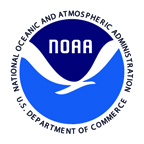 NATIONAL OCEANIC AND ATMOSPHERIC ADMINISTRATION
NOAA
U.S. DEPARTMENT OF COMMERCE